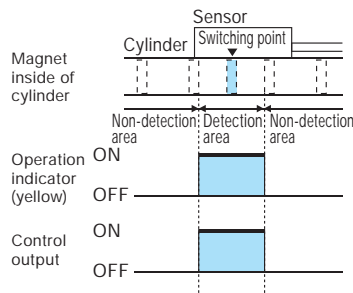 Sensor
Cylinder
Switching point
Magnet
inside of
cylinder
Non-detection
area
Detection
area
Non-detection
area
Operation
indicator
(yellow)
ON
OFF
Control
output
ON
OFF